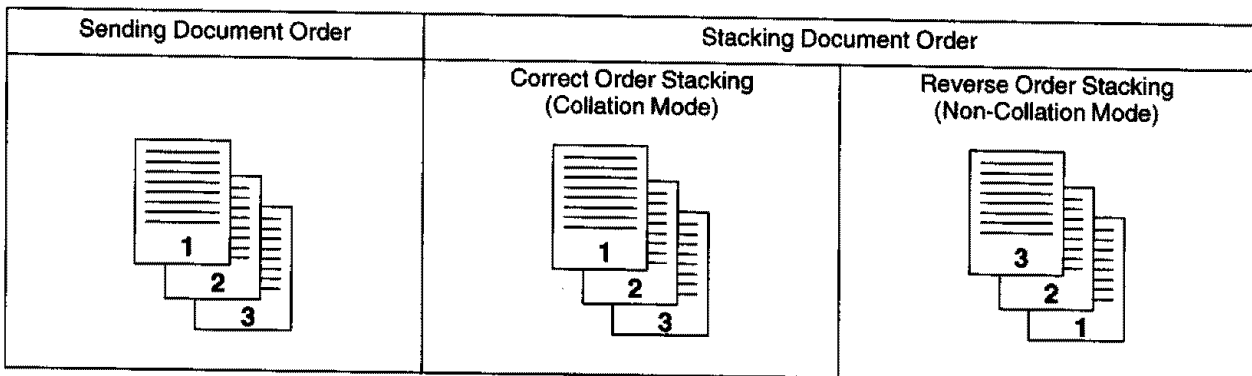 Sending Document Order
Stacking Document Order
Correct Order Stacking
(Collation Mode)
Reverse Order Stacking
(Non-Collation Mode)
1
2
3
1
2
3
3
2
1